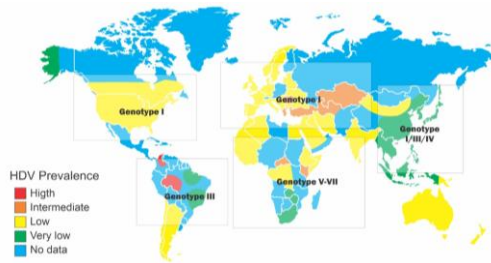 Genotype I
Genotype I
Genotype
I/III/IV
Genotype III
Genotype V-VII
HDV Prevalence
Higth
Intermediate
Low
Very low
No data